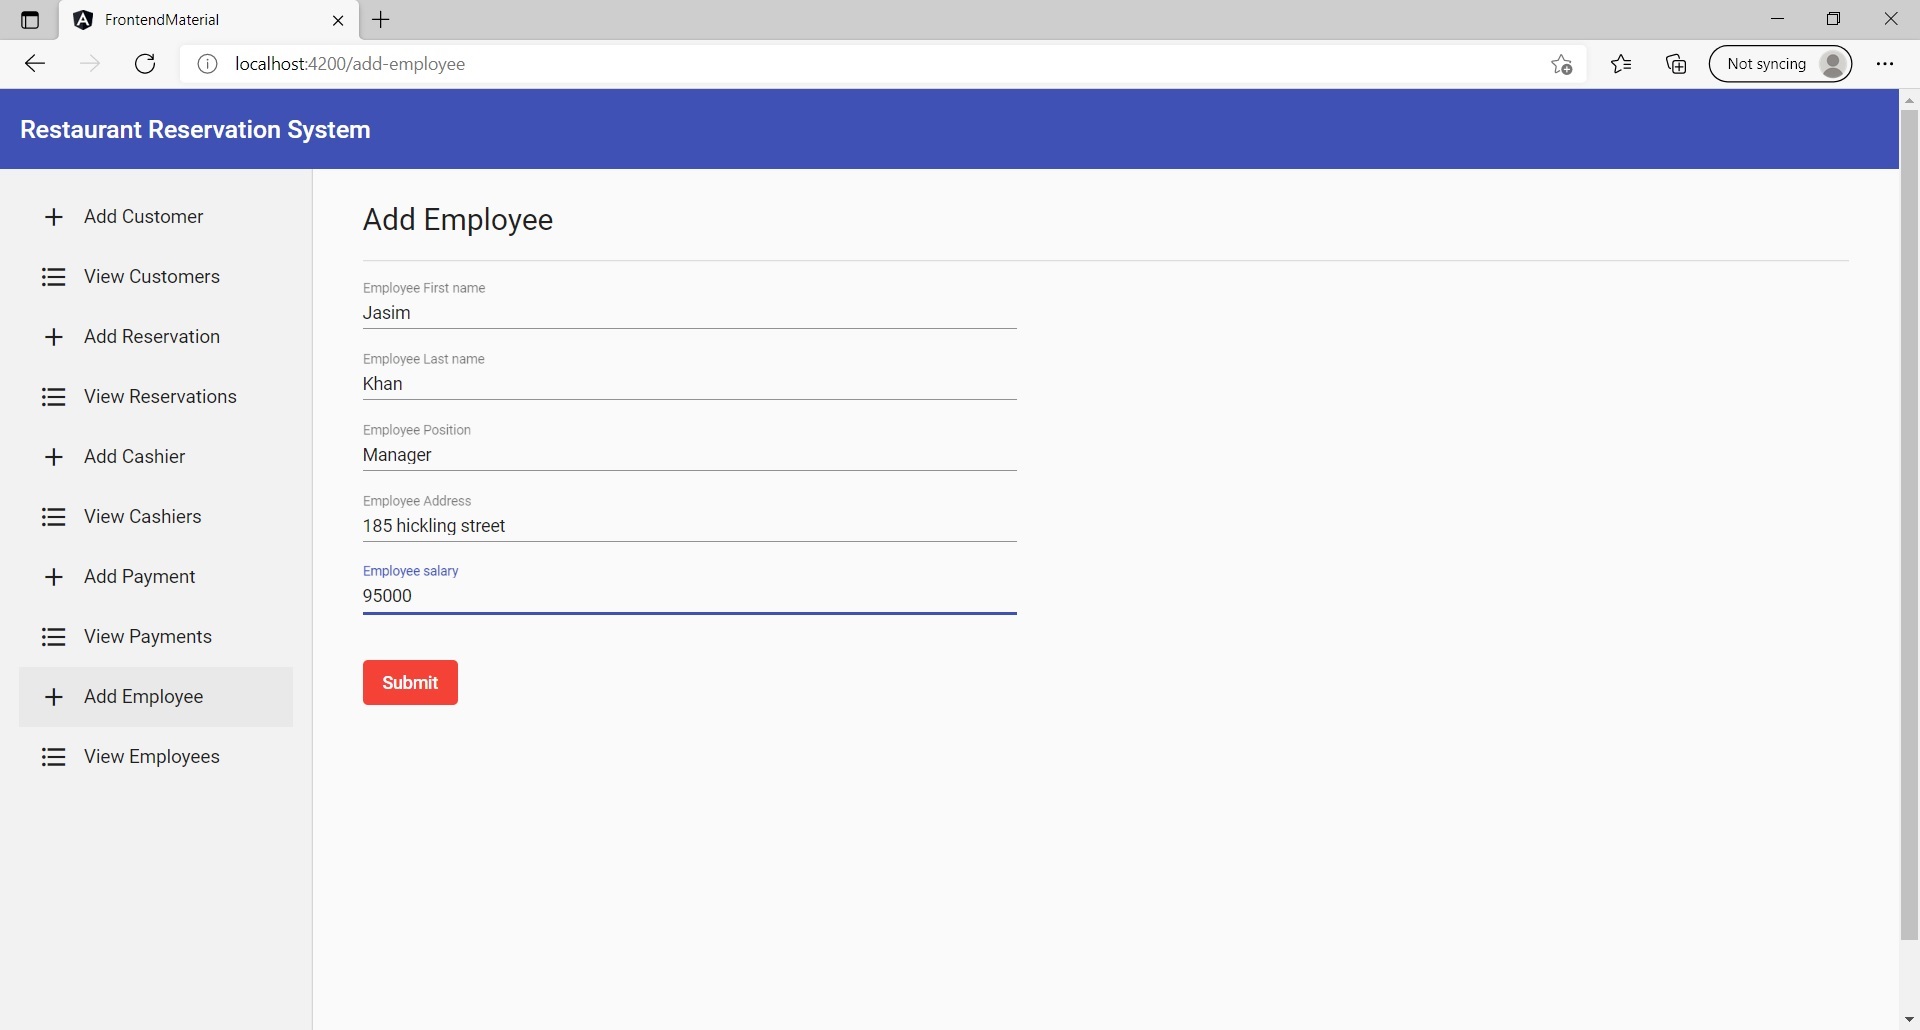 FrontendMaterial
localhost:4200/add-employee
Not syncing
Restaurant Reservation System
Add Customer
View Customers
Add Reservation
View Reservations
Add Cashier
View Cashiers
Add Payment
View Payments
Add Employee
View Employees
Add Employee
Employee First name
Jasim
Employee Last name
Khan
Employee Position
Manager
Employee Address
185 hickling street
Employee salary
95000
Submit